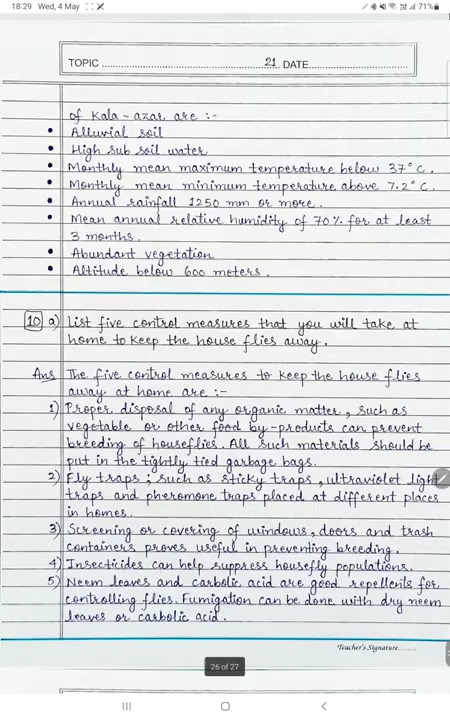 18:29 Wed, 4 May
71%
TOPIC 21 DATE
of Kala-azar are :-
• Alluvial soil
• High sub soil water
• Monthly mean maximum temperature below 37°C.
• Monthly mean minimum temperature above 7.2°C.
• Annual rainfall 1250 mm or more.
• Mean annual relative humidity of 70% for at least
3 months.
• Abundant vegetation
• Altitude below 600 meters.
10 a) List five control measures that you will take at
home to keep the house flies away.
Ans The five control measures to keep the house flies
away at home are :-
1) Proper disposal of any organic matter, such as
vegetable or other food by-products can prevent
breeding of houseflies. All such materials should be
put in the tightly tied garbage bags.
2) Fly traps; such as sticky traps, ultraviolet light
traps and pheromone traps placed at different places
in homes.
3) Screening or covering of windows, doors and trash
containers proves useful in preventing breeding.
4) Insecticides can help suppress housefly populations.
5) Neem leaves and carbolic acid are good repellents for
controlling flies. Fumigation can be done with dry neem
leaves or carbolic acid.
Teacher's Signature
26 of 27